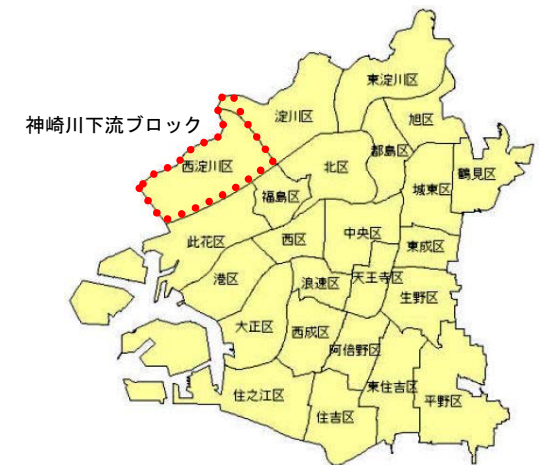 東淀川区
淀川区
旭区
神崎川下流ブロック
都島区
西淀川区
北区
鶴見区
城東区
福島区
中央区
此花区
西区
東成区
港区
天王寺区
浪速区
生野区
大正区
西成区
阿倍野区
東住吉区
住之江区
平野区
住吉区